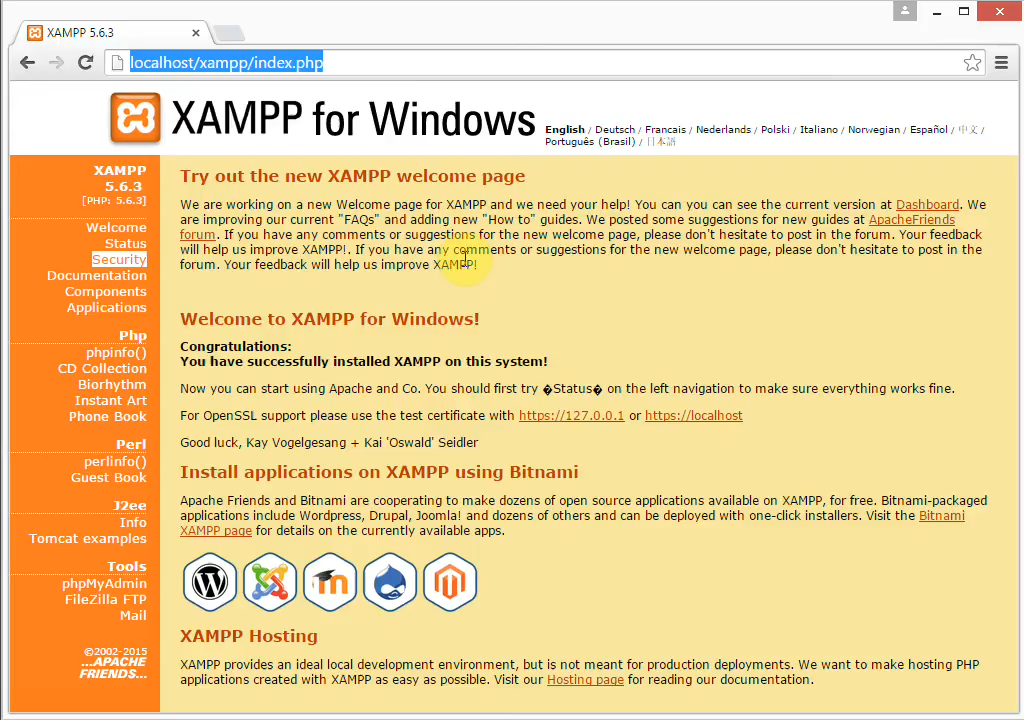 XAMPP 5.6.3
localhost/xampp/index.php
XAMPP for Windows
English / Deutsch / Francais / Nederlands / Polski / Italiano / Norwegian / Español / 中文 /
Português (Brasil) / 日本語
XAMPP
5.6.3
[PHP: 5.6.3]
Welcome
Status
Security
Documentation
Components
Applications
Php
phpinfo()
CD Collection
Biorhythm
Instant Art
Phone Book
Perl
perlinfo()
Guest Book
J2ee
Info
Tomcat examples
Tools
phpMyAdmin
FileZilla FTP
Mail
©2002-2015
...APACHE
FRIENDS...
Try out the new XAMPP welcome page
We are working on a new Welcome page for XAMPP and we need your help! You can you can see the current version at Dashboard. We
are improving our current "FAQs" and adding new "How to" guides. We posted some suggestions for new guides at ApacheFriends
forum. If you have any comments or suggestions for the new welcome page, please don't hesitate to post in the forum. Your feedback
will help us improve XAMPP!. If you have any comments or suggestions for the new welcome page, please don't hesitate to post in the
forum. Your feedback will help us improve XAMPP!
Welcome to XAMPP for Windows!
Congratulations:
You have successfully installed XAMPP on this system!
Now you can start using Apache and Co. You should first try �Status� on the left navigation to make sure everything works fine.
For OpenSSL support please use the test certificate with https://127.0.0.1 or https://localhost
Good luck, Kay Vogelgesang + Kai 'Oswald' Seidler
Install applications on XAMPP using Bitnami
Apache Friends and Bitnami are cooperating to make dozens of open source applications available on XAMPP, for free. Bitnami-packaged
applications include Wordpress, Drupal, Joomla! and dozens of others and can be deployed with one-click installers. Visit the Bitnami
XAMPP page for details on the currently available apps.
XAMPP Hosting
XAMPP provides an ideal local development environment, but is not meant for production deployments. We want to make hosting PHP
applications created with XAMPP as easy as possible. Visit our Hosting page for reading our documentation.